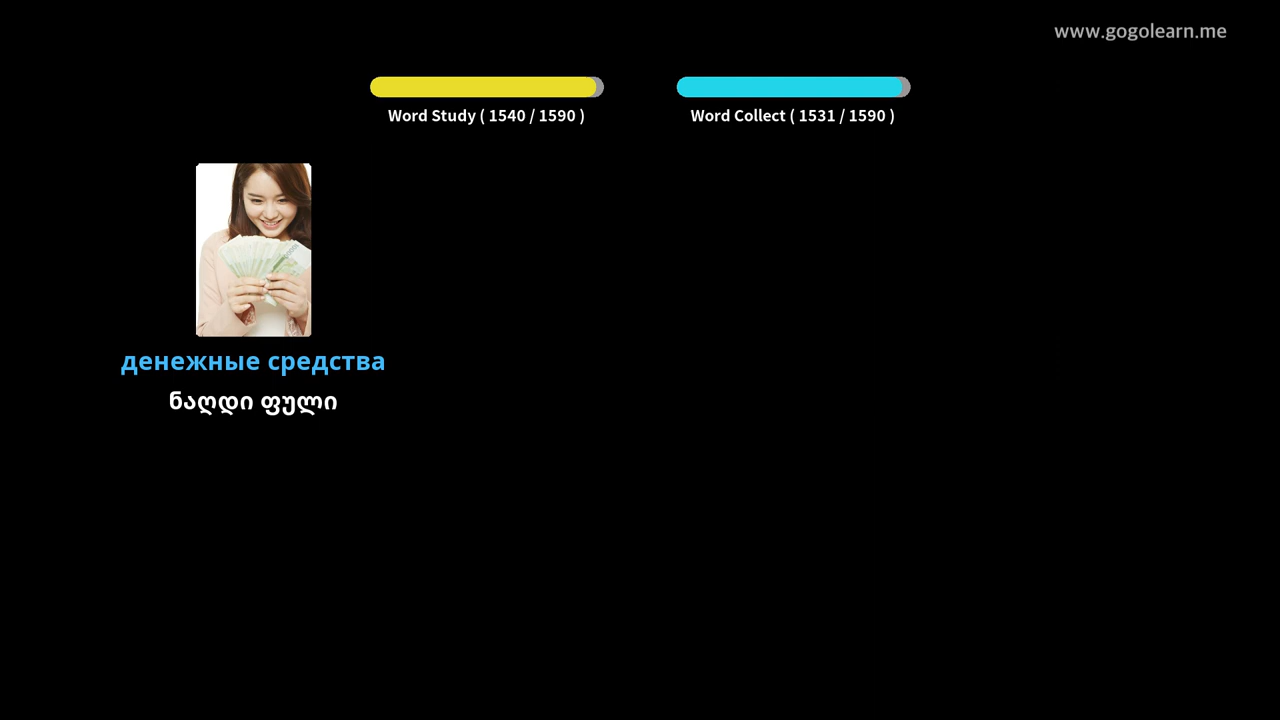 www.gogolearn.me
Word Study ( 1540 / 1590 )
Word Collect ( 1531 / 1590 )
денежные средства
ნაღდი ფული